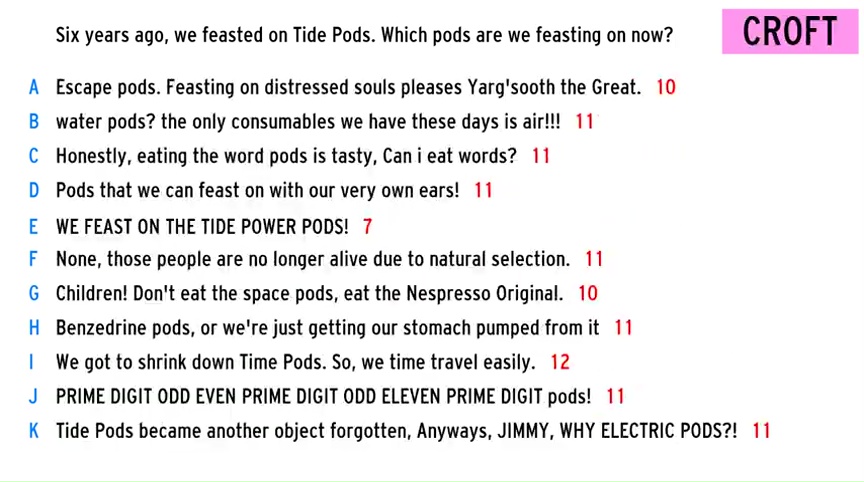 Six years ago, we feasted on Tide Pods. Which pods are we feasting on now?
CROFT
A Escape pods. Feasting on distressed souls pleases Yarg'sooth the Great. 10
B water pods? the only consumables we have these days is air!!! 11
C Honestly, eating the word pods is tasty, Can i eat words? 11
D Pods that we can feast on with our very own ears! 11
E WE FEAST ON THE TIDE POWER PODS! 7
F None, those people are no longer alive due to natural selection. 11
G Children! Don't eat the space pods, eat the Nespresso Original. 10
H Benzedrine pods, or we're just getting our stomach pumped from it 11
I We got to shrink down Time Pods. So, we time travel easily. 12
J PRIME DIGIT ODD EVEN PRIME DIGIT ODD ELEVEN PRIME DIGIT pods! 11
K Tide Pods became another object forgotten, Anyways, JIMMY, WHY ELECTRIC PODS?! 11